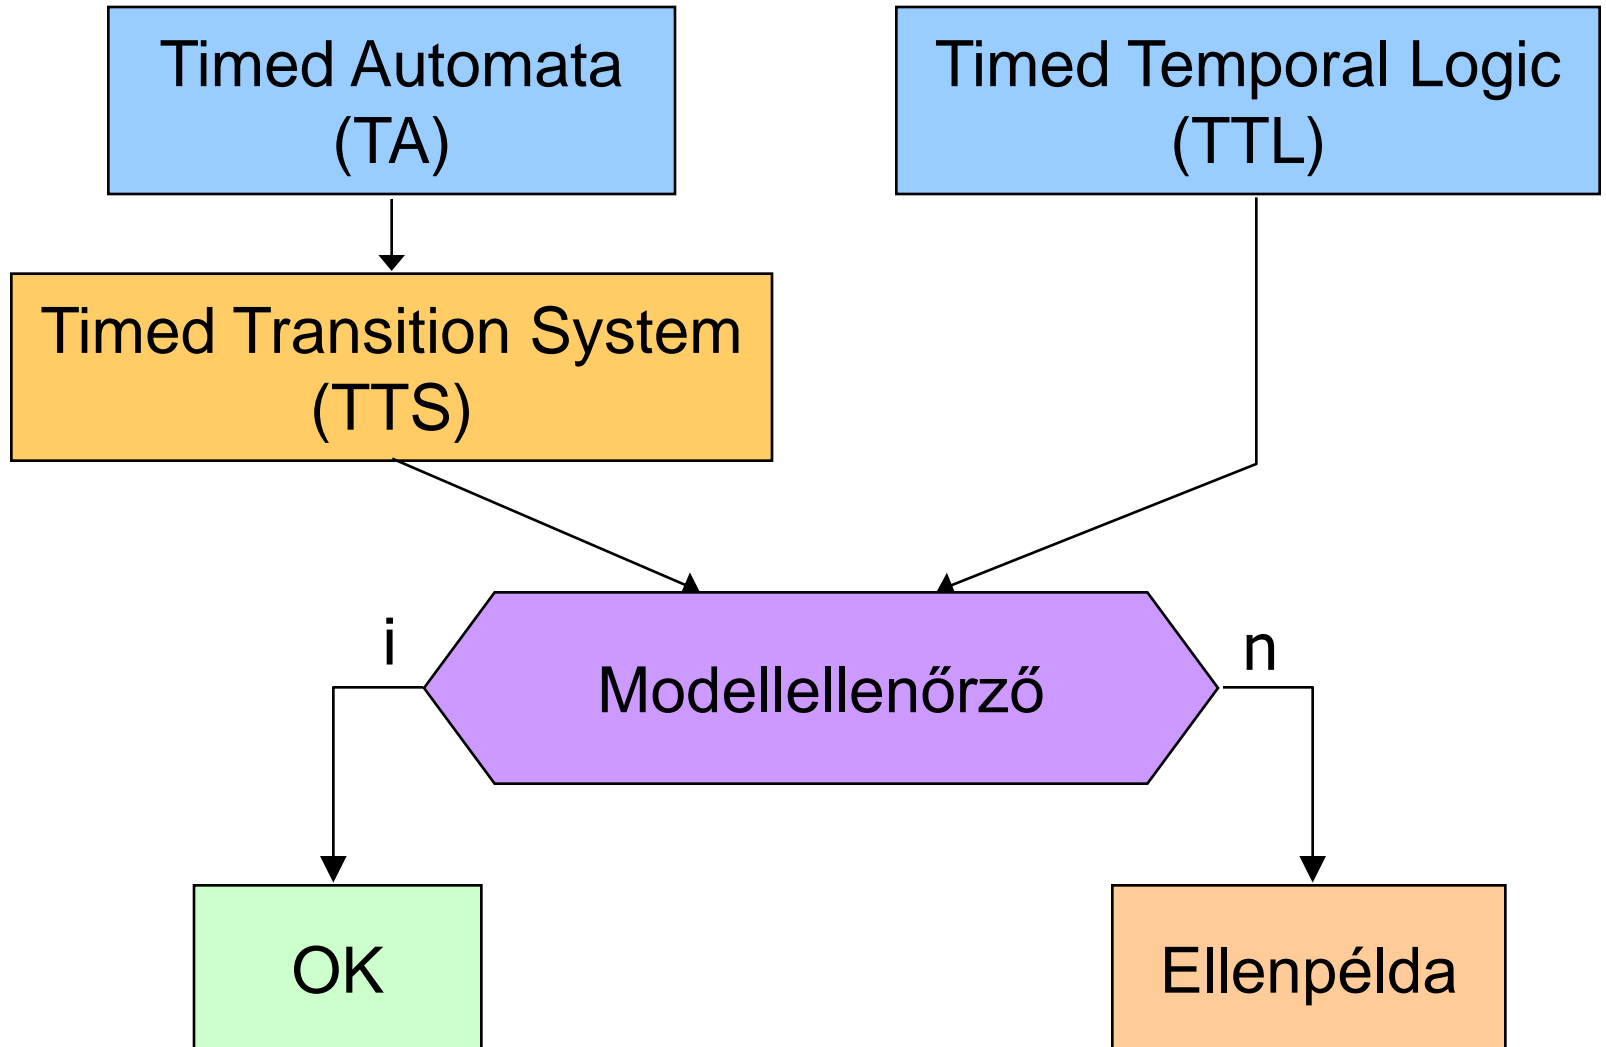 Timed Automata
(TA)
Timed Temporal Logic
(TTL)
Timed Transition System
(TTS)
i
n
Modellellenőrző
OK
Ellenpélda